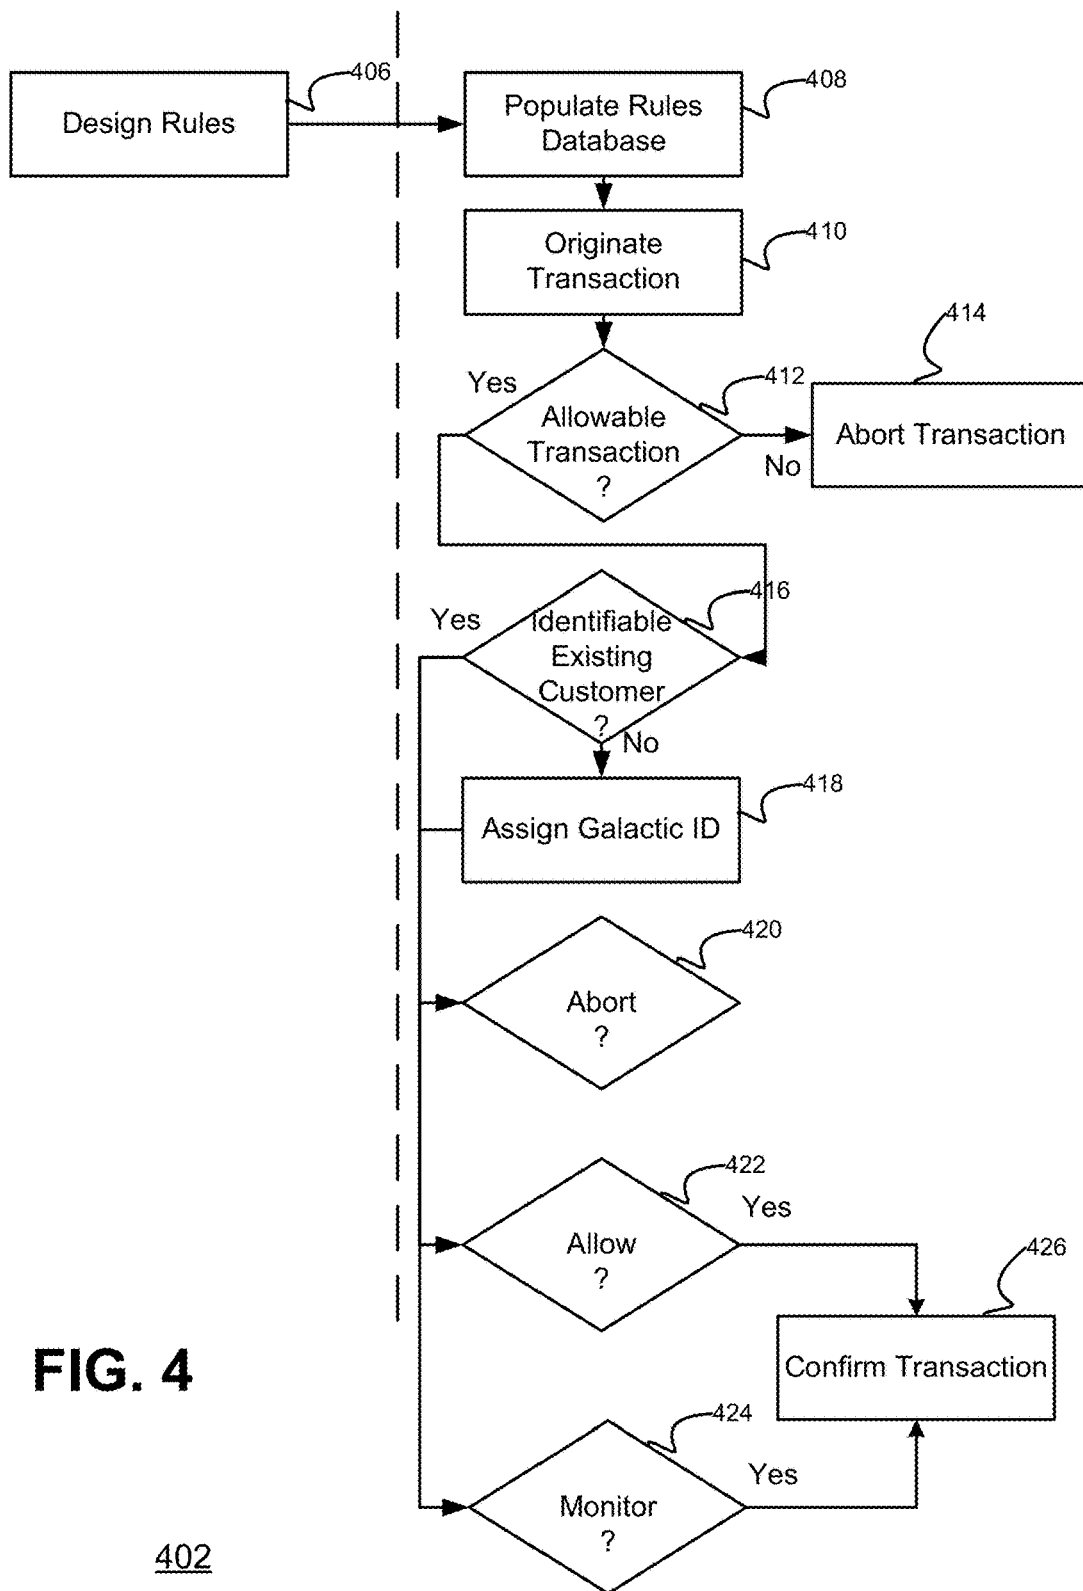 406
Design Rules
408
Populate Rules
Database
410
Originate
Transaction
414
Yes
412
Allowable
Transaction
?
No
Abort Transaction
416
Yes
Identifiable
Existing
Customer
?
No
418
Assign Galactic ID
420
Abort
?
422
Yes
Allow
?
426
Confirm Transaction
FIG. 4
424
Yes
Monitor
?
402